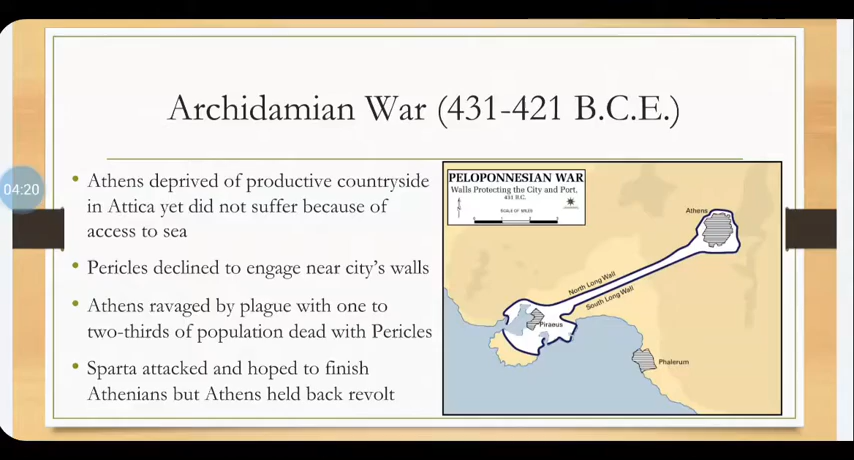 Archidamian War (431-421 B.C.E.)
04:20
• Athens deprived of productive countryside
in Attica yet did not suffer because of
access to sea
• Pericles declined to engage near city's walls
• Athens ravaged by plague with one to
two-thirds of population dead with Pericles
• Sparta attacked and hoped to finish
Athenians but Athens held back revolt
PELOPONNESIAN WAR
Walls Protecting the City and Port,
431 B.C.
SCALE OF MILES
Athens
North Long Wall
South Long Wall
Piraeus
Phalerum